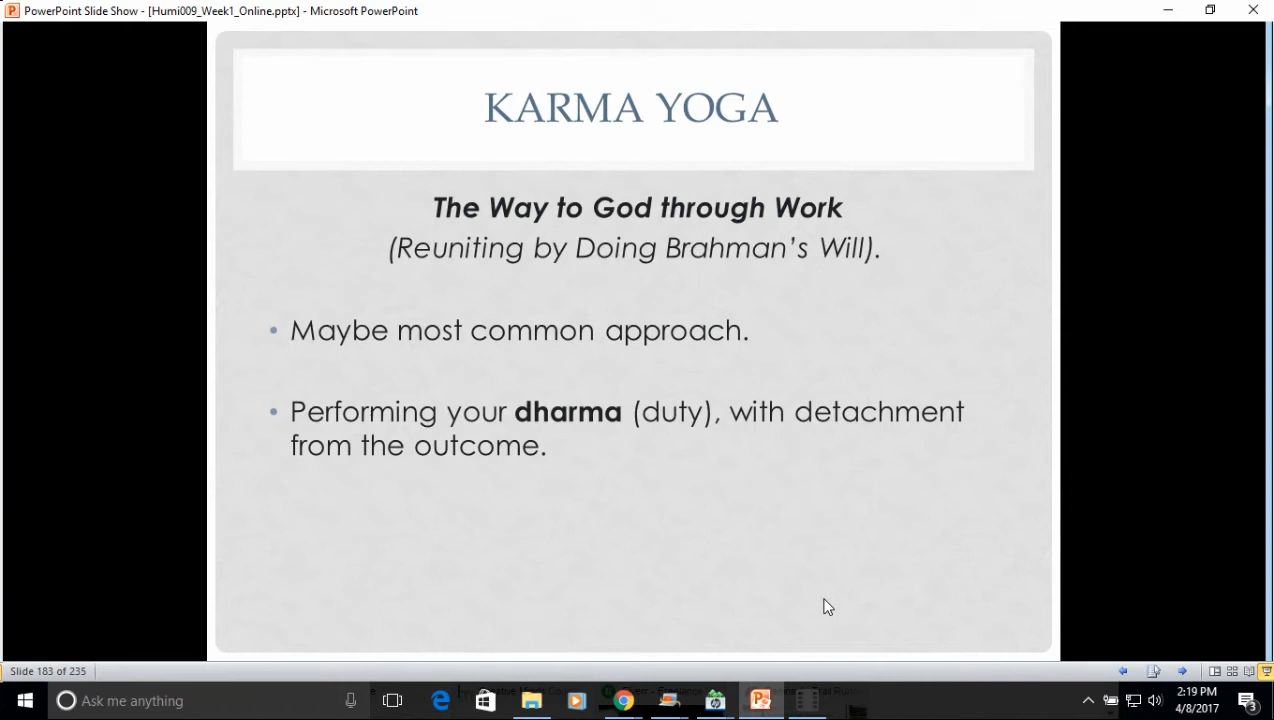 PowerPoint Slide Show - [Humi009_Week1_Online.pptx] - Microsoft PowerPoint
KARMA YOGA
The Way to God through Work
(Reuniting by Doing Brahman’s Will).
• Maybe most common approach.
• Performing your dharma (duty), with detachment
from the outcome.
Slide 183 of 235
Ask me anything
2:19 PM
4/8/2017
3